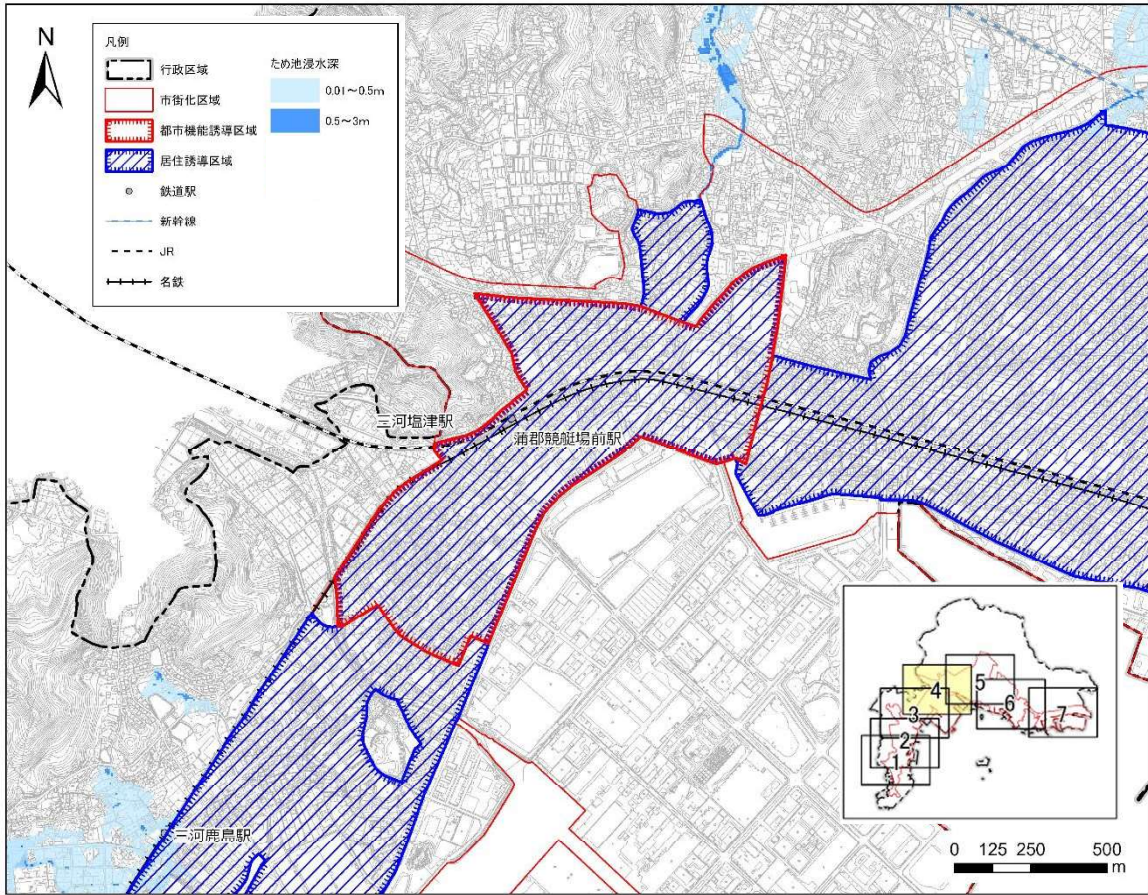 N
凡例
行政区域
市街化区域
都市機能誘導区域
居住誘導区域
鉄道駅
新幹線
JR
名鉄
ため池浸水深
0.01～0.5m
0.5～3m
三河塩津駅
蒲郡競艇場前駅
三河鹿島駅
5
4
6
7
3
2
1
0 125 250 500
m